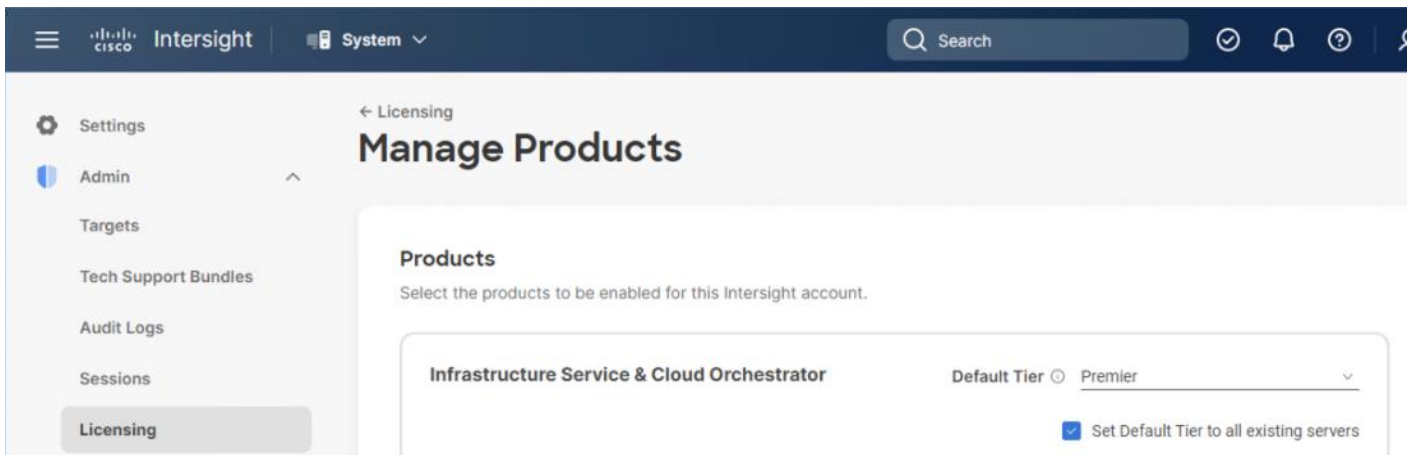 cisco Intersight System Search
Settings
Admin
Targets
Tech Support Bundles
Audit Logs
Sessions
Licensing
← Licensing
Manage Products
Products
Select the products to be enabled for this Intersight account.
Infrastructure Service & Cloud Orchestrator Default Tier Premier
Set Default Tier to all existing servers